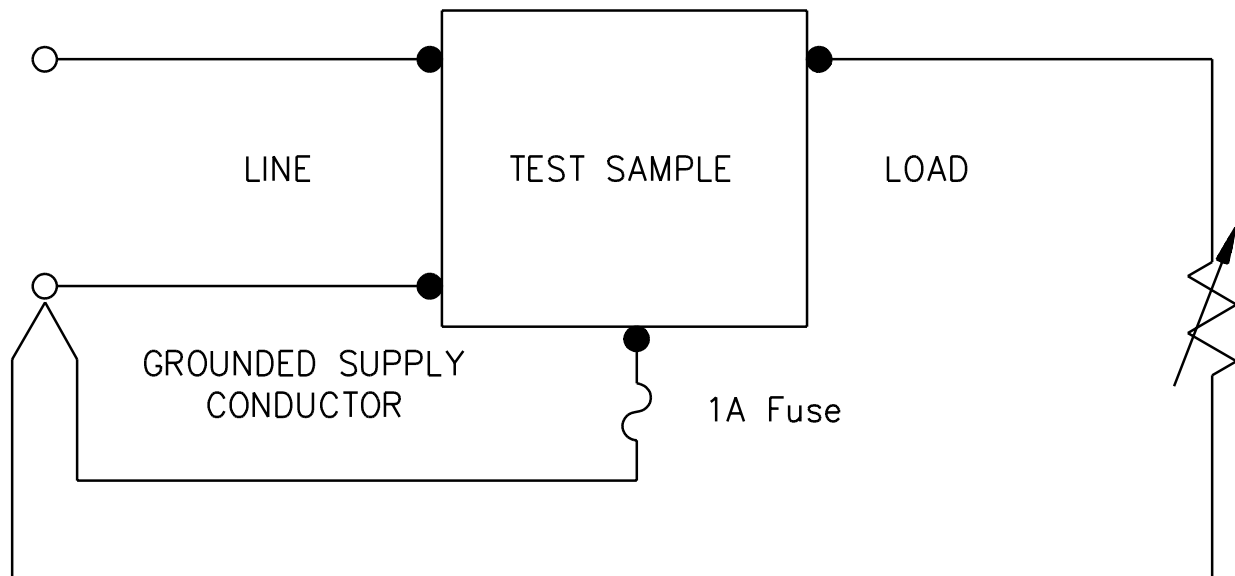 LINE
TEST SAMPLE
LOAD
GROUNDED SUPPLY
CONDUCTOR
1A Fuse